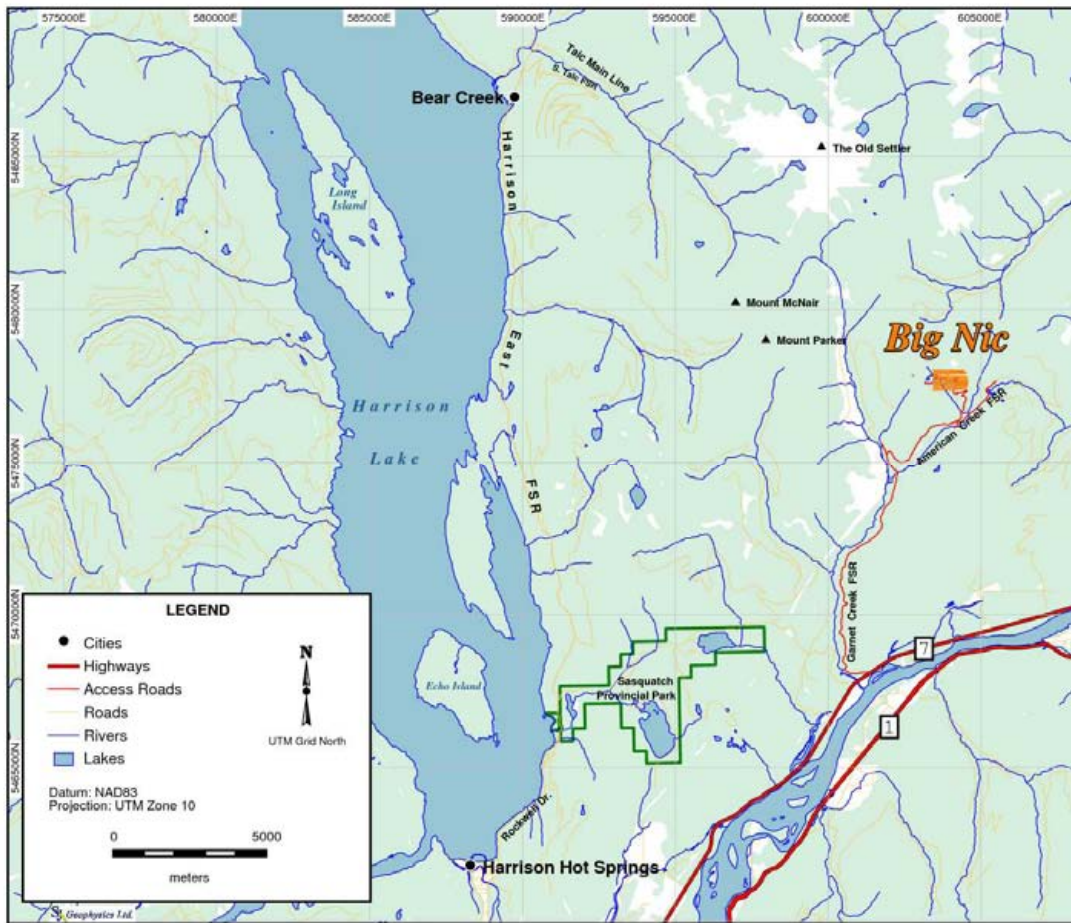 575000E
580000E
585000E
590000E
595000E
600000E
605000E
5485000N
5480000N
5475000N
5470000N
5465000N
Talc Main Line
S. Talc FSR
Bear Creek
Harrison
East
FSR
The Old Settler
Long
Island
Mount McNair
Mount Parker
Big Nic
American Creek FSR
Harrison
Lake
Garnet Creek FSR
7
1
Echo Island
Sasquatch
Provincial Park
Rockwell Dr.
Harrison Hot Springs
LEGEND
Cities
Highways
Access Roads
Roads
Rivers
Lakes
N
UTM Grid North
Datum: NAD83
Projection: UTM Zone 10
0 5000
meters
Geophysics Ltd.